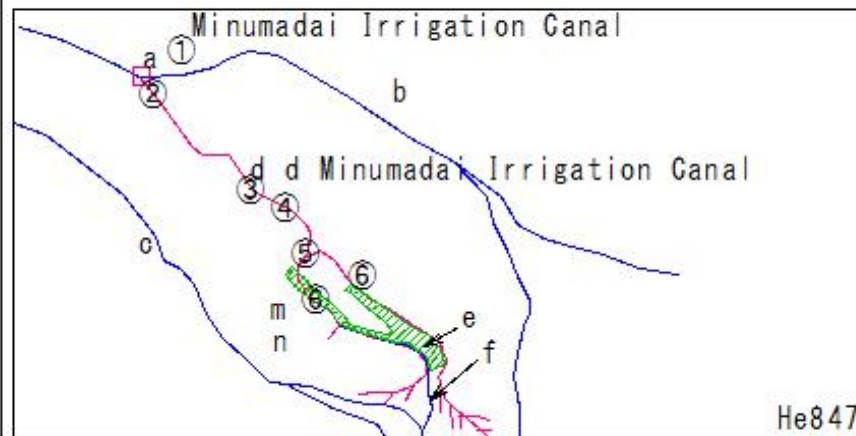 Minumadai Irrigation Canal
a ①
②
b
d d Minumadai Irrigation Canal
③
④
c
⑤
⑥
⑥
m
n
e
f
He847